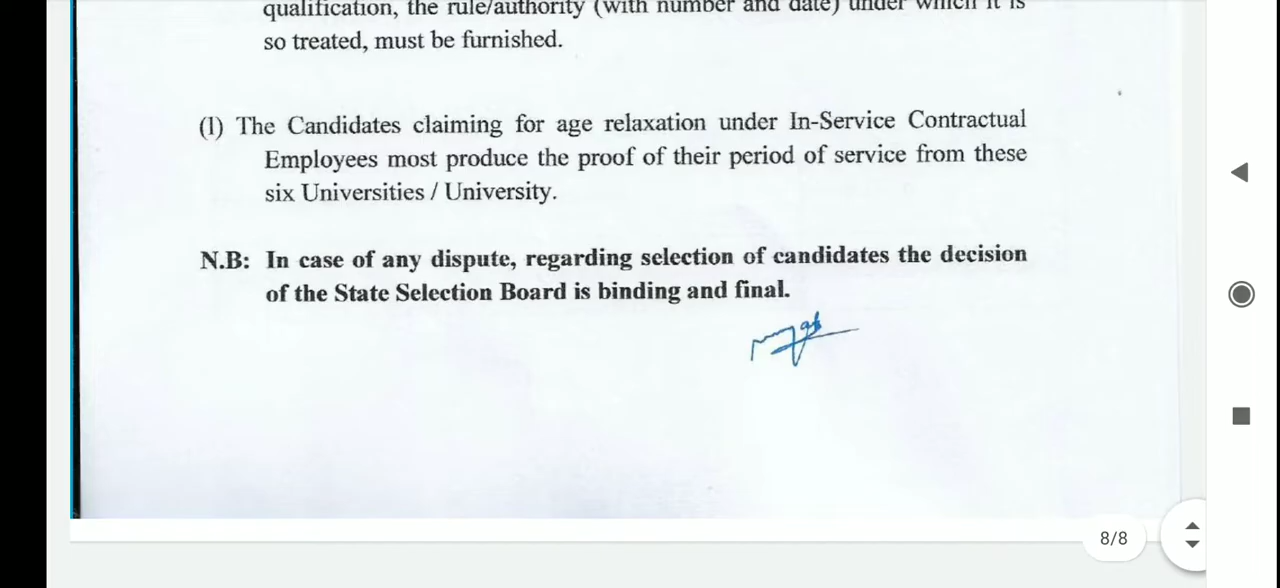 qualification, the rule/authority (with number and date) under which it is
so treated, must be furnished.
(l) The Candidates claiming for age relaxation under In-Service Contractual
Employees most produce the proof of their period of service from these
six Universities / University.
N.B: In case of any dispute, regarding selection of candidates the decision
of the State Selection Board is binding and final.
8/8